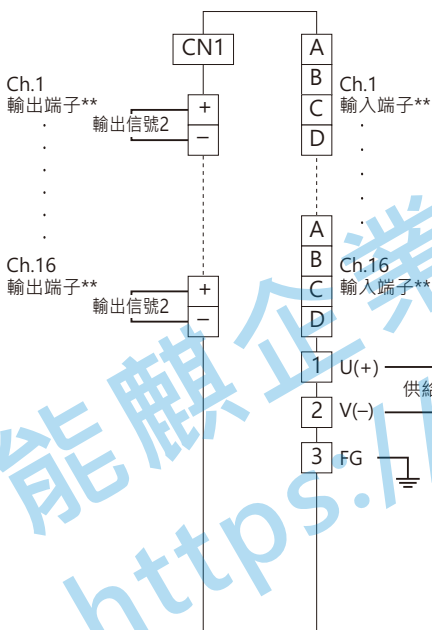 CN1
A
B
C
D
Ch.1
輸出端子**
輸出信號2
+
−
Ch.1
輸入端子**
A
B
C
D
Ch.16
輸出端子**
輸出信號2
+
−
Ch.16
輸入端子**
1 U(+)
供給
2 V(−)
3 FG
能麒企業
https://